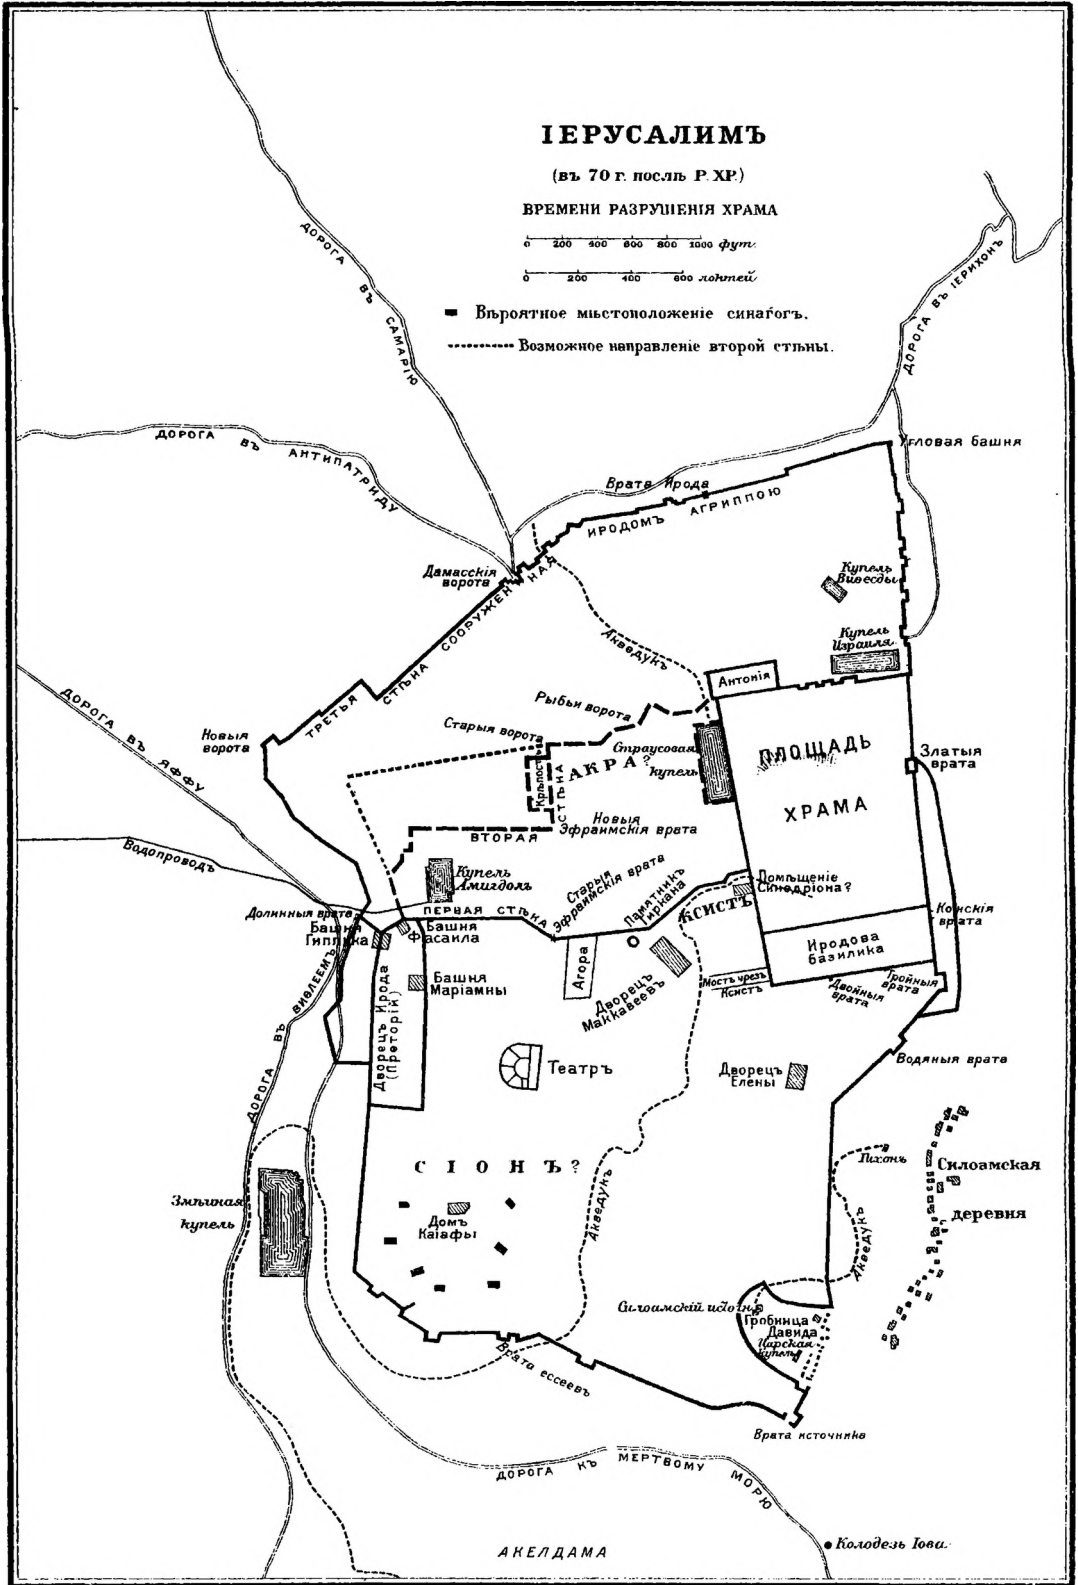 ІЕРУСАЛИМЪ
(въ 70 г. послѣ Р. ХР.)
ВРЕМЕНИ РАЗРУШЕНІЯ ХРАМА
0 200 400 600 800 1000 фут.
0 200 400 600 локтей
Вѣроятное мѣстоположеніе синагогъ.
Возможное направленіе второй стѣны.
ДОРОГА ВЪ САМАРІЮ
ДОРОГА ВЪ ІЕРИХОНЪ
ДОРОГА ВЪ АНТИПАТРИДУ
Угловая башня
Врата Ирода
ТРЕТЬЯ СТѢНА СООРУЖЕННАЯ ИРОДОМЪ АГРИППОЮ
Дамасскія
ворота
Купель
Виѳесды
Купель
Израиля
Акведукъ
Антонія
ДОРОГА ВЪ ЯФФУ
Новыя
ворота
Рыбьи ворота
Старыя ворота
Страусовая
купель
АКРА?
Крѣпость
ПЛОЩАДЬ
ХРАМА
Златыя
врата
ВТОРАЯ СТѢНА
Новыя
Эфраимскія врата
Водопроводъ
Купель
Амигдолъ
Старыя
Эфраимскія врата
Памятник
Гиркана
Помѣщеніе
Синедріона?
КСИСТЪ
Долинныя врата
ПЕРВАЯ СТѢНА
Конскія
врата
Башня
Гиппика
Башня
Фасаила
Иродова
базилика
Агора
Башня
Маріамны
Дворецъ
Маккавеевъ
Мостъ чрезъ
Ксистъ
Двойныя
врата
Тройныя
врата
ДОРОГА ВЪ ВИѲЛЕЕМЪ
Дворецъ Ирода
(Преторій)
Театръ
Дворецъ
Елены
Водяныя врата
СІОНЪ?
Гихонъ
Силоамская
деревня
Змѣиная
купель
Домъ
Каіафы
Акведукъ
Акведукъ
Силоамскій источн.
Гробница
Давида
Царская
купель
Врата ессеевъ
Врата источника
ДОРОГА КЪ МЕРТВОМУ МОРЮ
АКЕЛДАМА
Колодезь Іова.